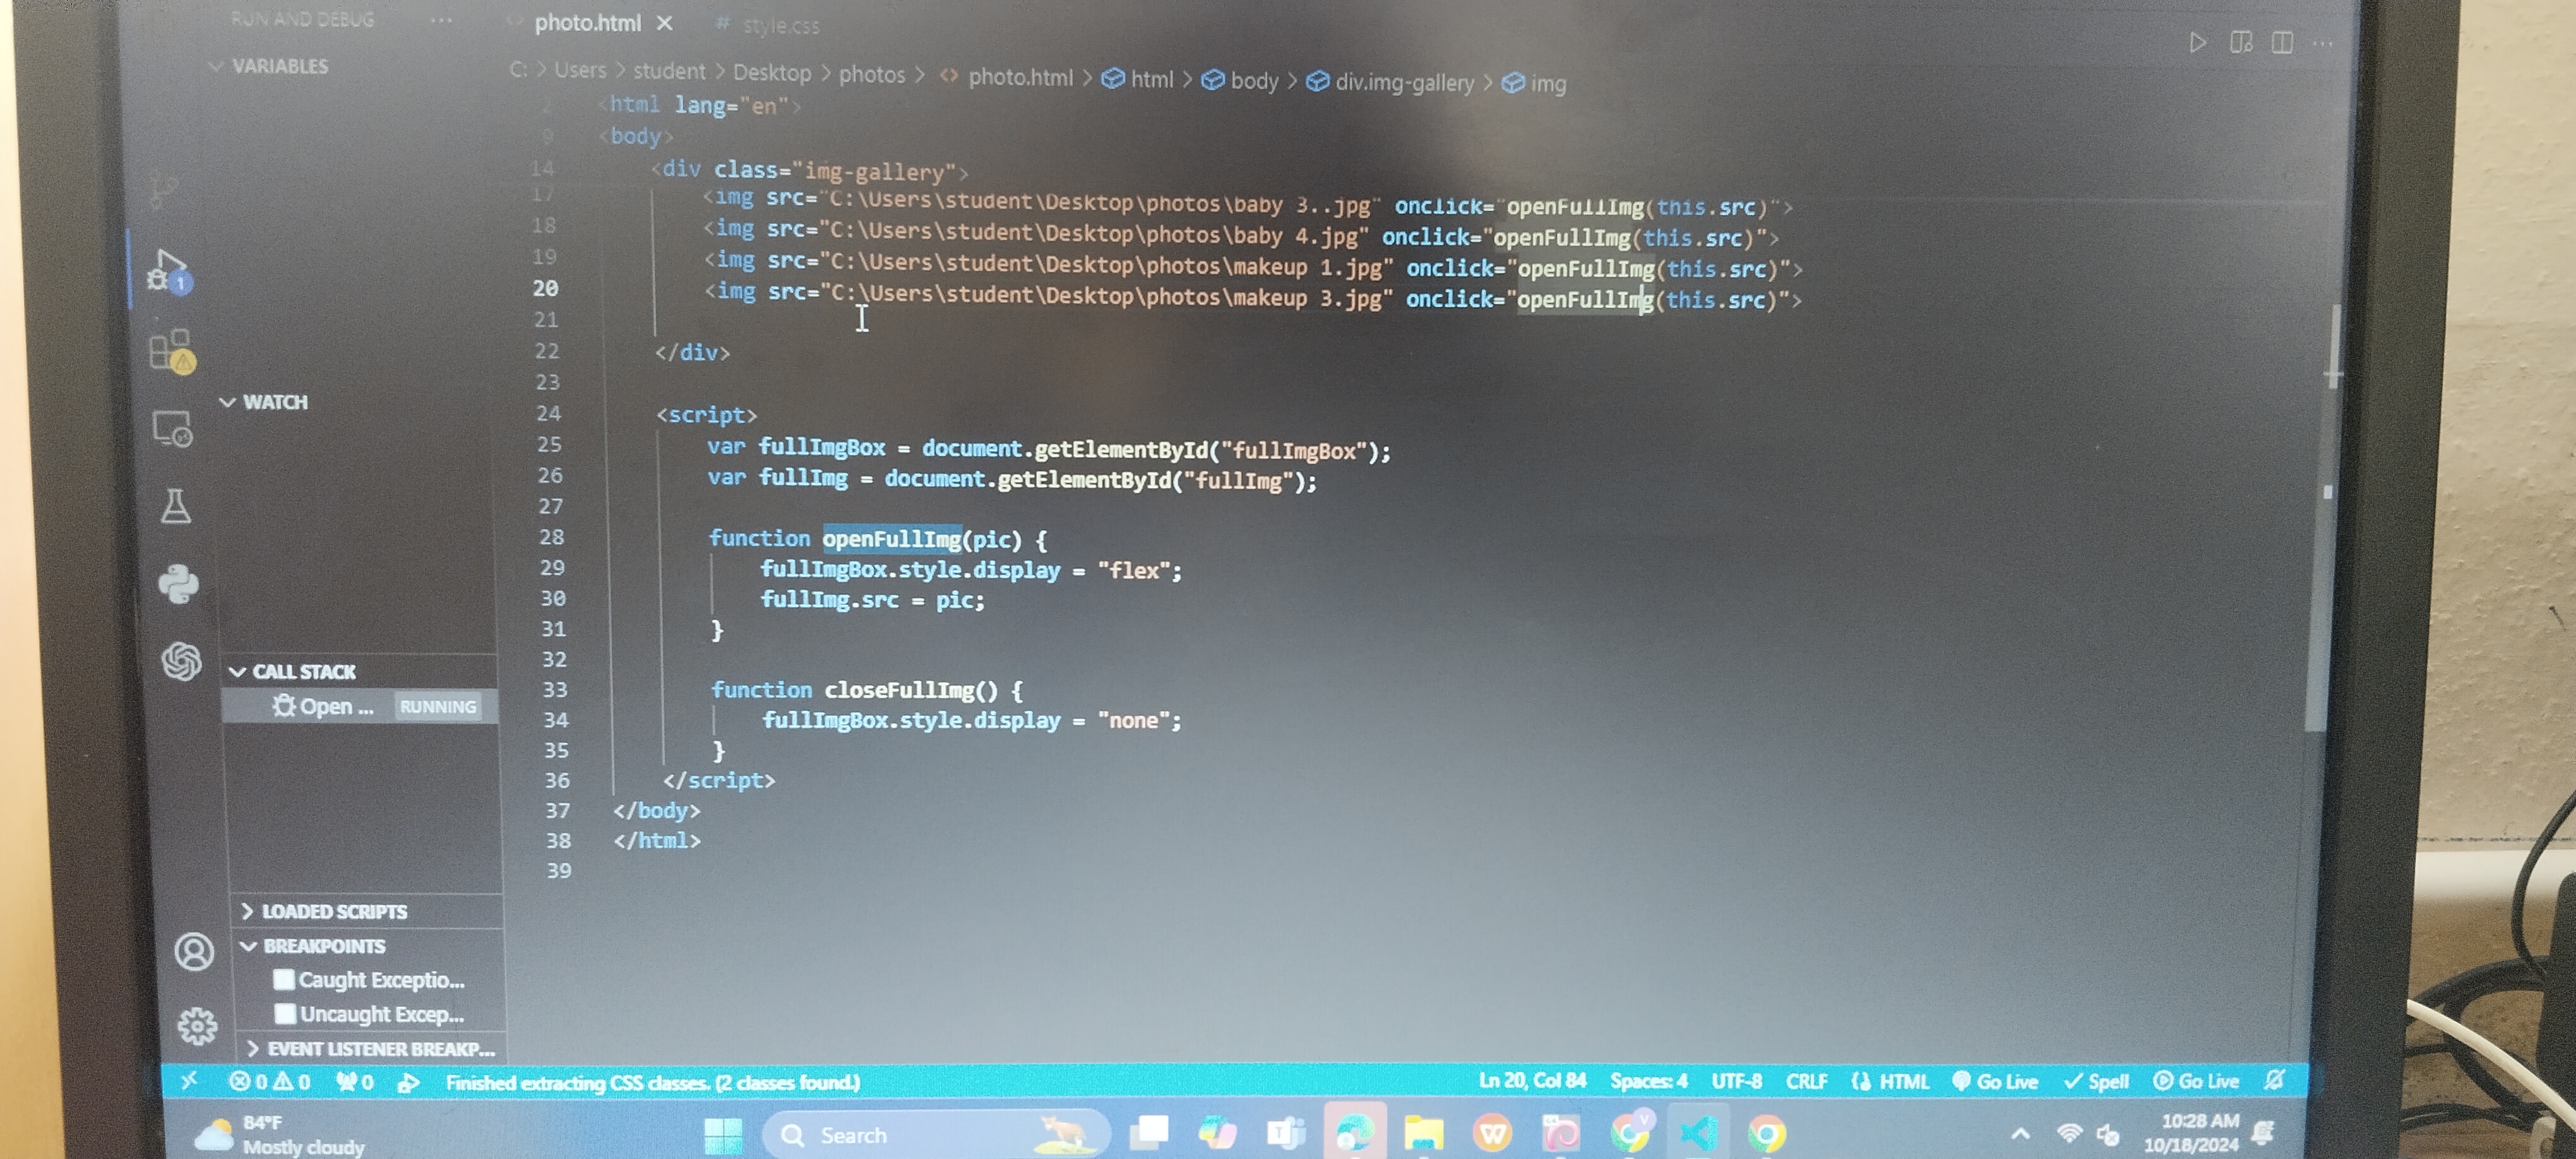 RUN AND DEBUG ...
photo.html
# style.css
VARIABLES
C: > Users > student > Desktop > photos > <> photo.html > html > body > div.img-gallery > img
2 <html lang="en">
9 <body>
14 <div class="img-gallery">
17 <img src="C:\Users\student\Desktop\photos\baby 3..jpg" onclick="openFullImg(this.src)">
18 <img src="C:\Users\student\Desktop\photos\baby 4.jpg" onclick="openFullImg(this.src)">
19 <img src="C:\Users\student\Desktop\photos\makeup 1.jpg" onclick="openFullImg(this.src)">
20 <img src="C:\Users\student\Desktop\photos\makeup 3.jpg" onclick="openFullImg(this.src)">
21
22 </div>
23
24 <script>
25 var fullImgBox = document.getElementById("fullImgBox");
26 var fullImg = document.getElementById("fullImg");
27
28 function openFullImg(pic) {
29 fullImgBox.style.display = "flex";
30 fullImg.src = pic;
31 }
32
33 function closeFullImg() {
34 fullImgBox.style.display = "none";
35 }
36 </script>
37 </body>
38 </html>
39
1
WATCH
CALL STACK
Open ... RUNNING
LOADED SCRIPTS
BREAKPOINTS
Caught Exceptio...
Uncaught Excep...
EVENT LISTENER BREAKP...
0 0 0 Finished extracting CSS classes. (2 classes found.)
Ln 20, Col 84 Spaces: 4 UTF-8 CRLF HTML Go Live Spell Go Live
84°F
Mostly cloudy
Search
10:28 AM
10/18/2024